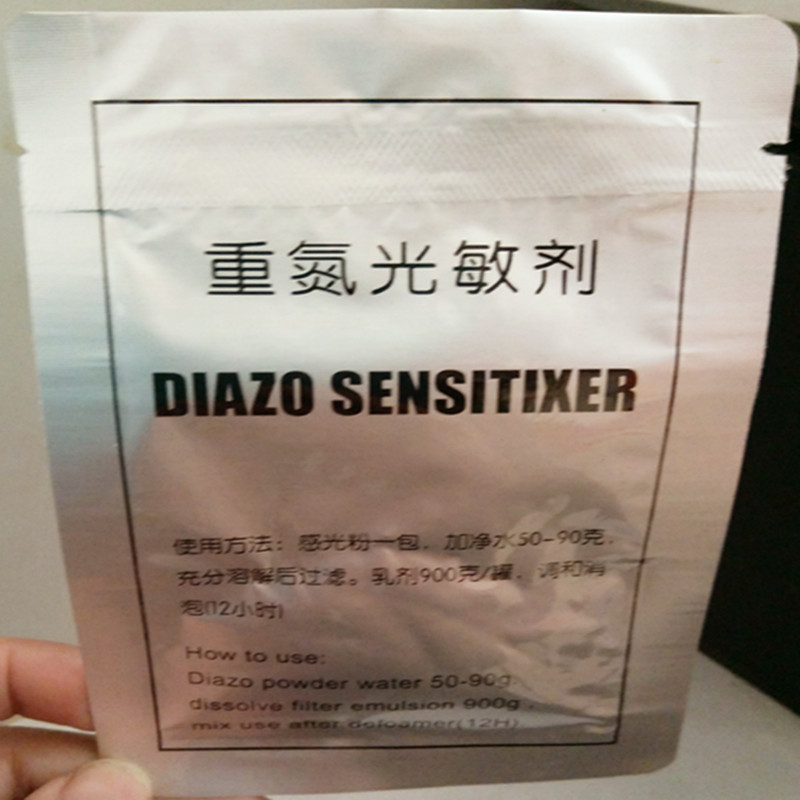 重氮光敏剂
DIAZO SENSITIXER
使用方法：感光粉一包，加净水50-90克，
充分溶解后过滤。乳剂900克/罐，调和消
泡(12小时)
How to use:
Diazo powder water 50-90g
dissolve filter emulsion 900g ,
mix use after defoamer(12H)